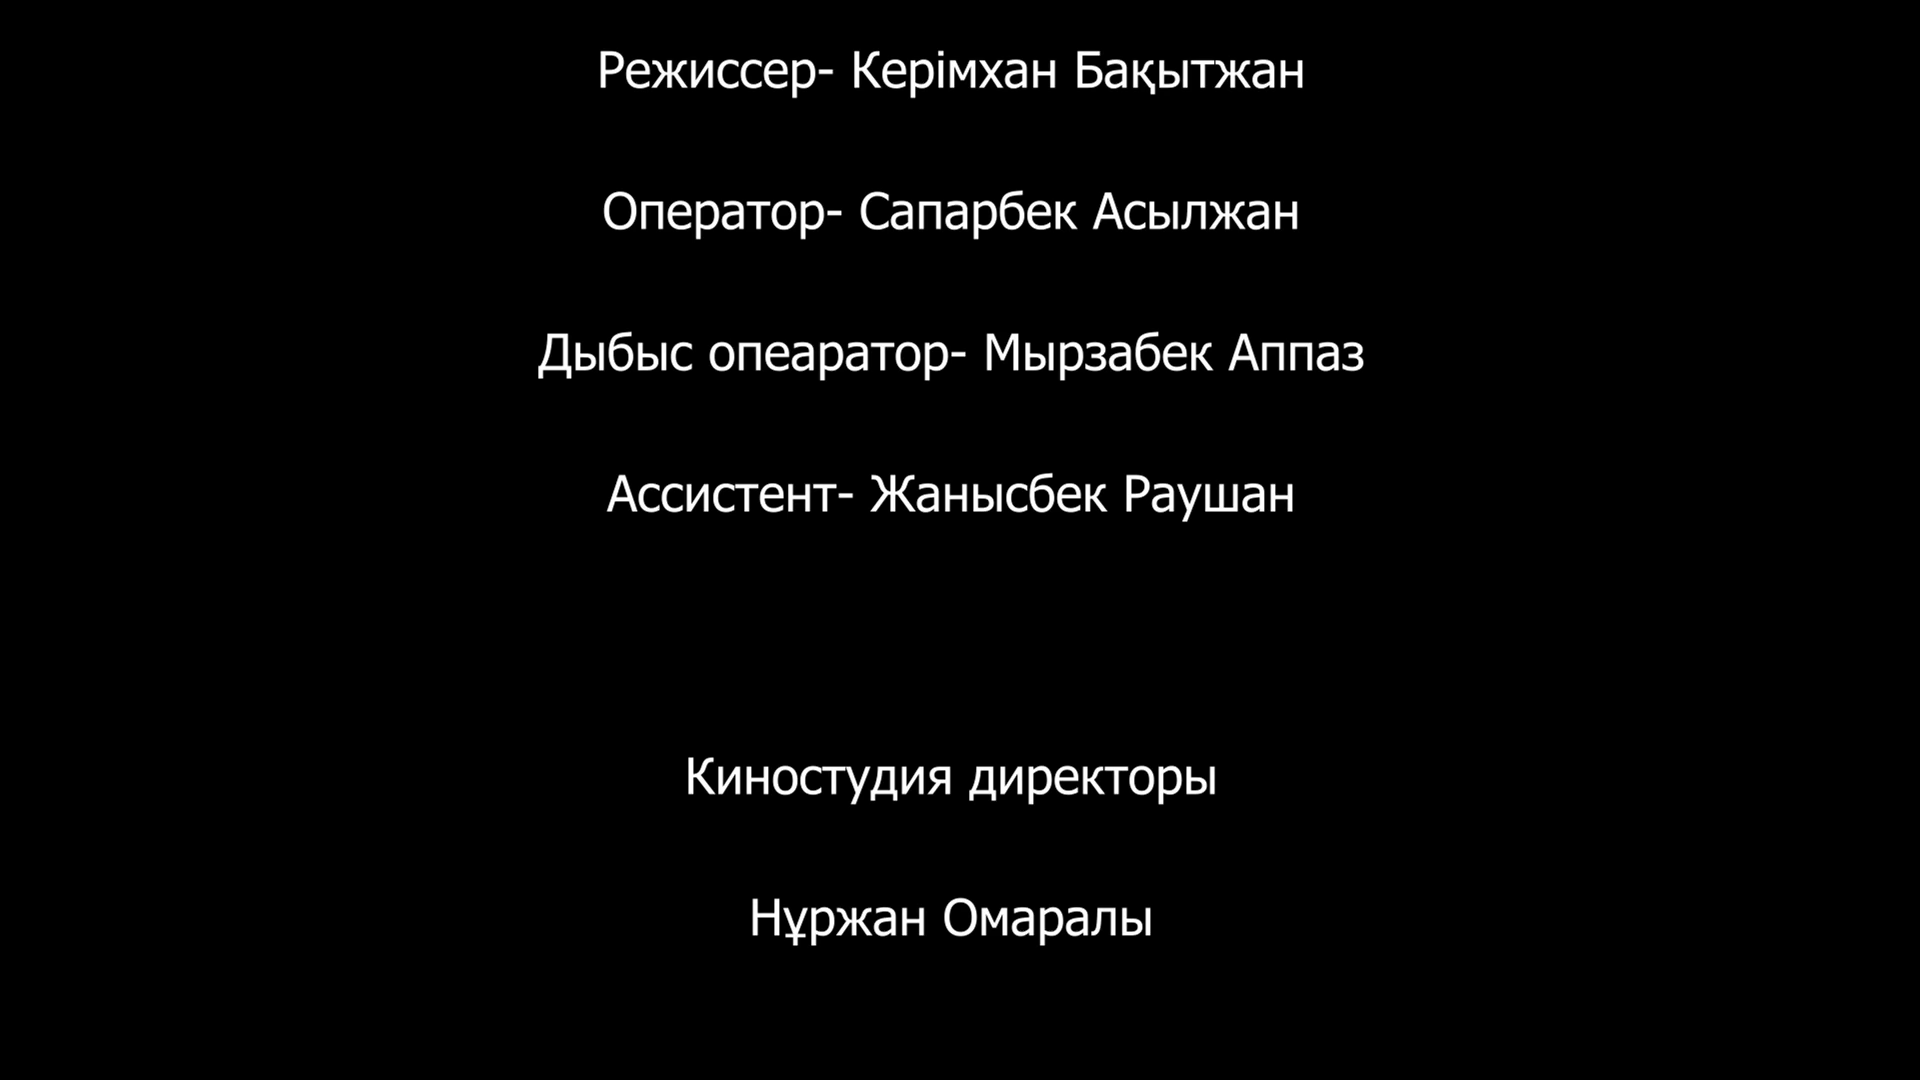 Режиссер- Керімхан Бақытжан
Оператор- Сапарбек Асылжан
Дыбыс опеаратор- Мырзабек Аппаз
Ассистент- Жанысбек Раушан
Киностудия директоры
Нұржан Омаралы